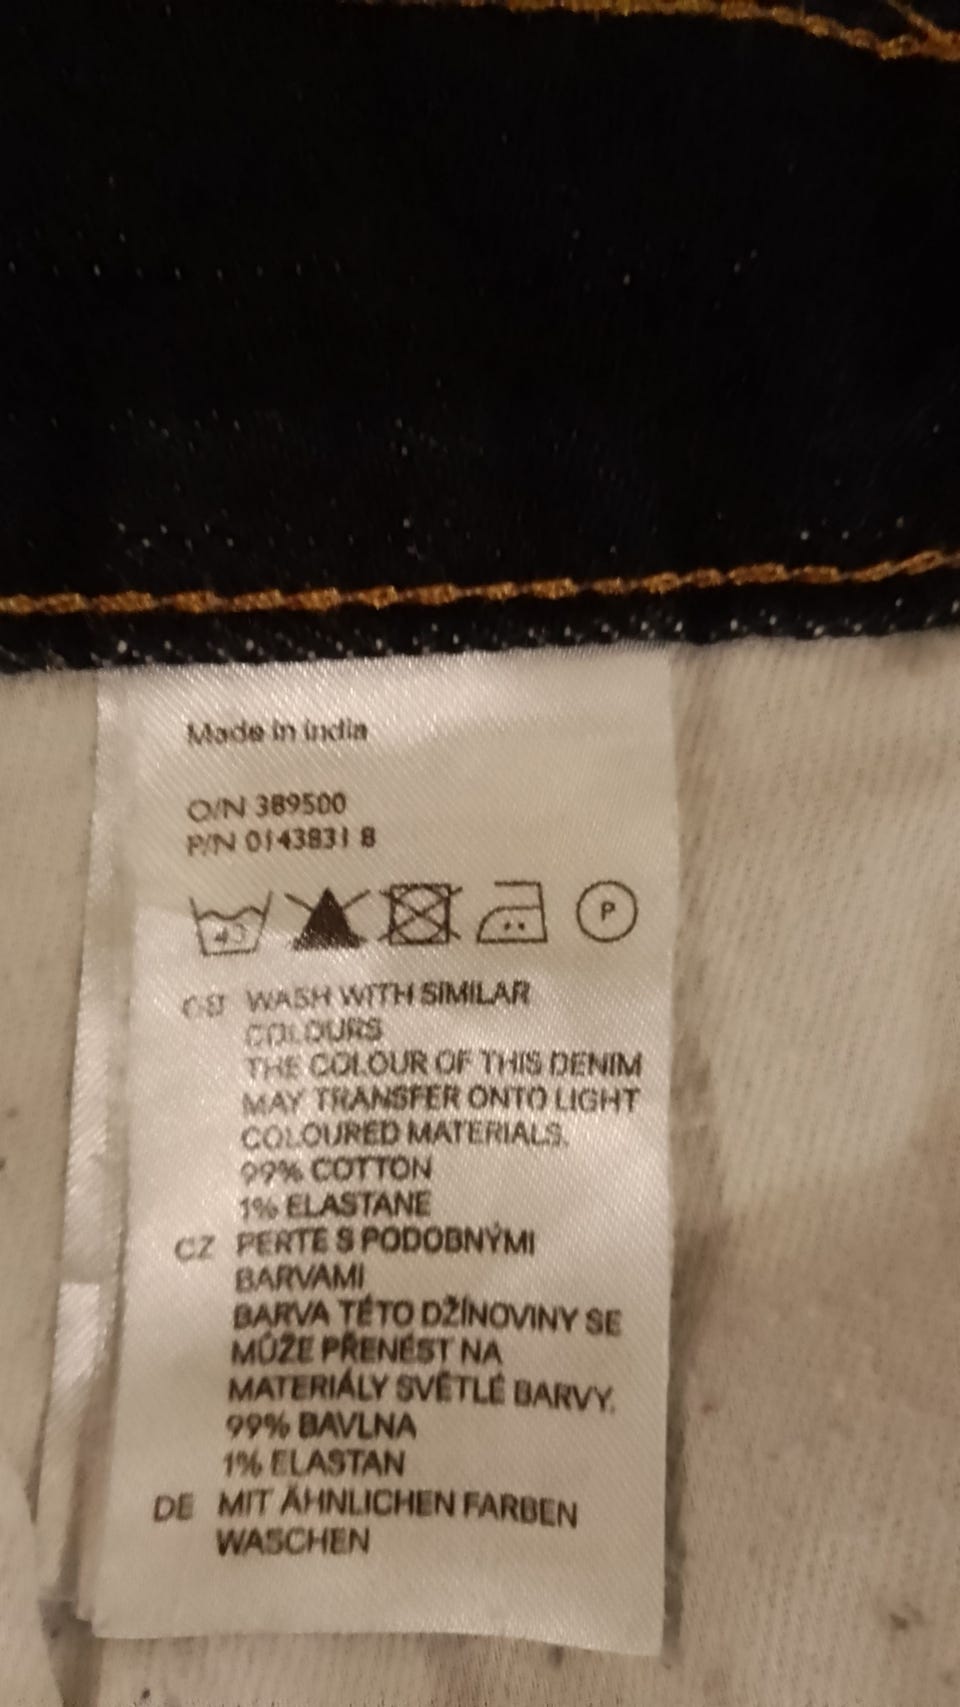 Made in india
O/N 389500
P/N 0143831 8
40 P
GB WASH WITH SIMILAR
COLOURS
THE COLOUR OF THIS DENIM
MAY TRANSFER ONTO LIGHT
COLOURED MATERIALS.
99% COTTON
1% ELASTANE
CZ PERTE S PODOBNÝMI
BARVAMI
BARVA TÉTO DŽÍNOVINY SE
MŮŽE PŘENÉST NA
MATERIÁLY SVĚTLÉ BARVY.
99% BAVLNA
1% ELASTAN
DE MIT ÄHNLICHEN FARBEN
WASCHEN